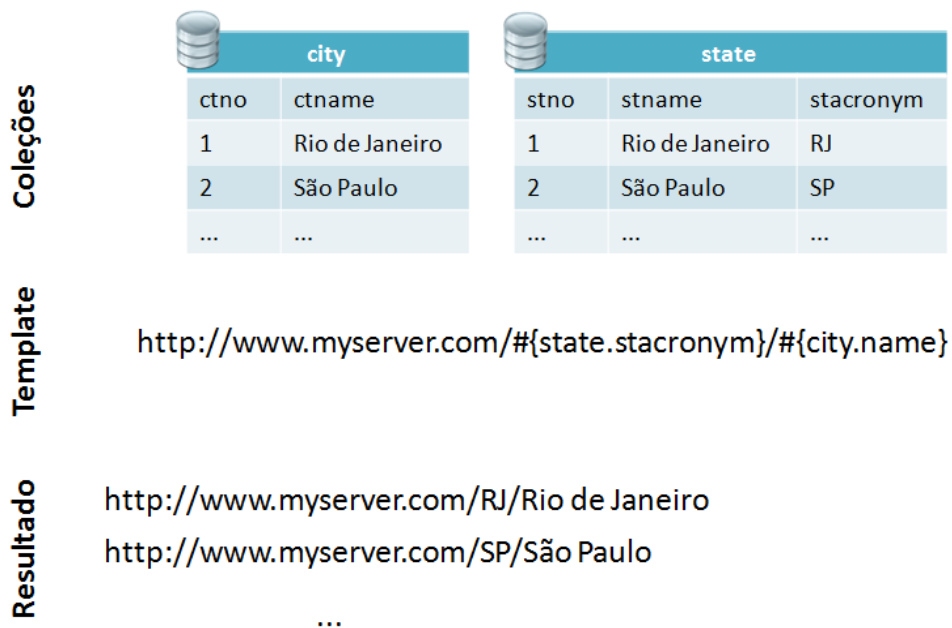 Coleções
city
ctno ctname
1 Rio de Janeiro
2 São Paulo
... ...
state
stno stname stacronym
1 Rio de Janeiro RJ
2 São Paulo SP
... ... ...
Template
http://www.myserver.com/#{state.stacronym}/#{city.name}
Resultado
http://www.myserver.com/RJ/Rio de Janeiro
http://www.myserver.com/SP/São Paulo
...